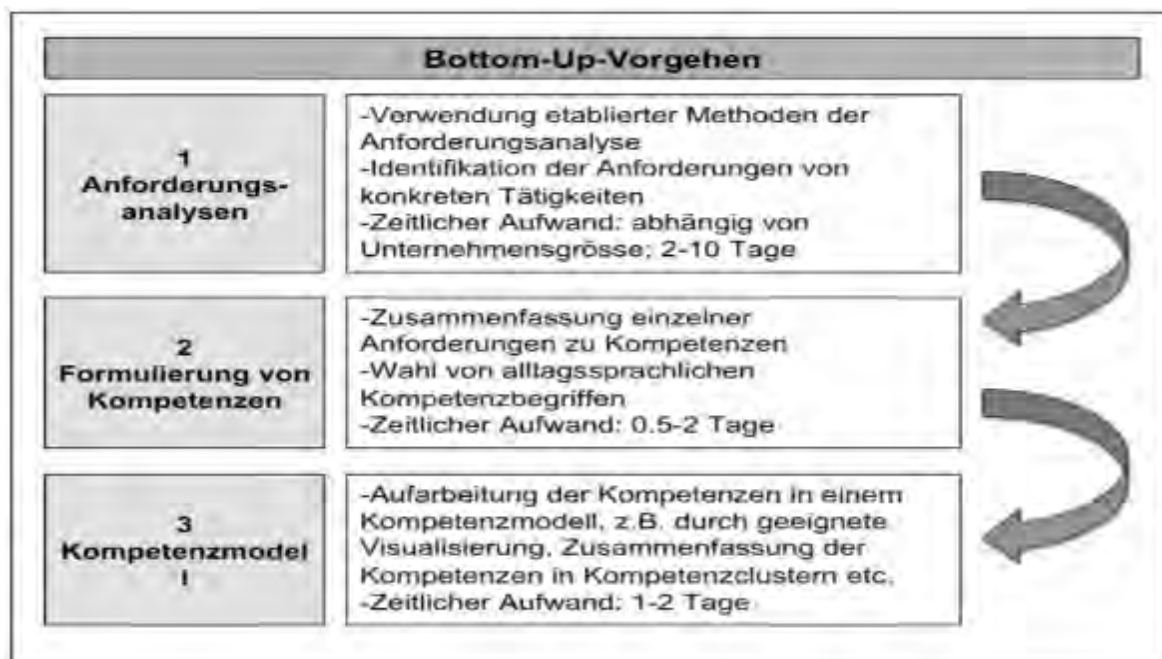 Bottom-Up-Vorgehen
1
Anforderungs-
analysen
-Verwendung etablierter Methoden der
Anforderungsanalyse
-Identifikation der Anforderungen von
konkreten Tätigkeiten
-Zeitlicher Aufwand: abhängig von
Unternehmensgrösse; 2-10 Tage
2
Formulierung von
Kompetenzen
-Zusammenfassung einzelner
Anforderungen zu Kompetenzen
-Wahl von alltagssprachlichen
Kompetenzbegriffen
-Zeitlicher Aufwand: 0.5-2 Tage
3
Kompetenzmodel
l
-Aufarbeitung der Kompetenzen in einem
Kompetenzmodell, z.B. durch geeignete
Visualisierung, Zusammenfassung der
Kompetenzen in Kompetenzclustern etc.
-Zeitlicher Aufwand: 1-2 Tage